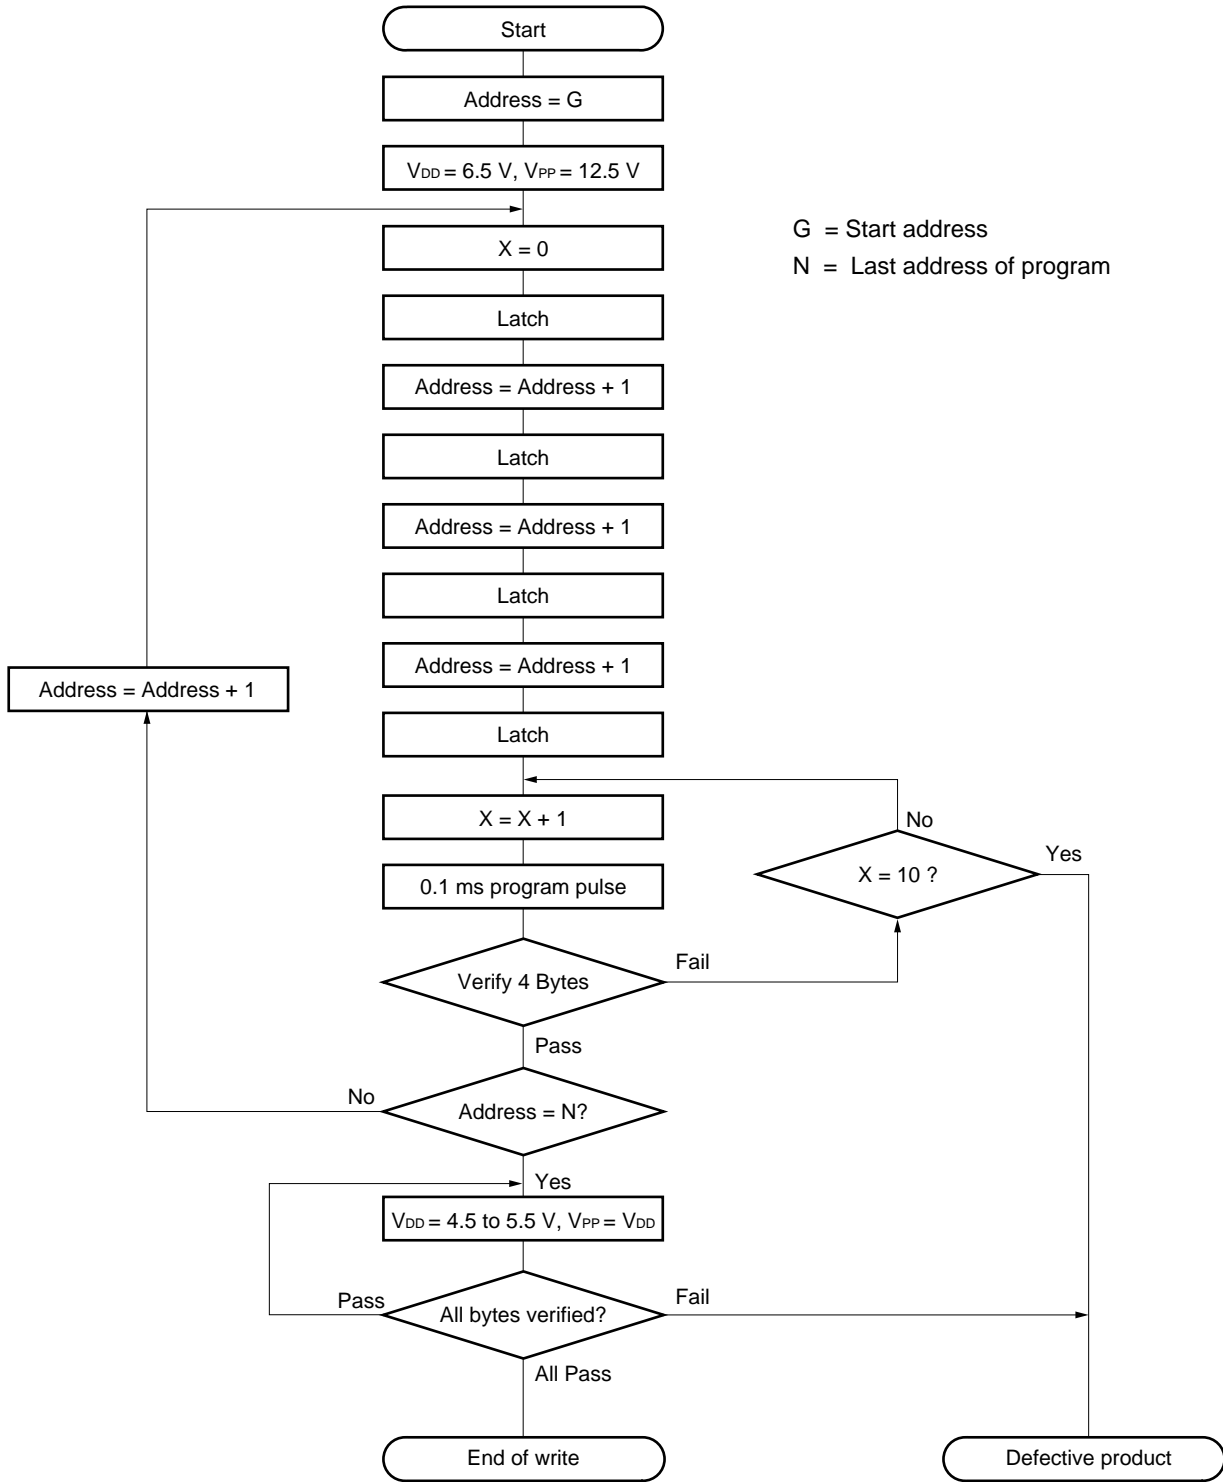 Start
Address = G
VDD = 6.5 V, VPP = 12.5 V
G = Start address
N = Last address of program
X = 0
Latch
Address = Address + 1
Latch
Address = Address + 1
Latch
Address = Address + 1
Address = Address + 1
Latch
X = X + 1
No
Yes
X = 10 ?
0.1 ms program pulse
Fail
Verify 4 Bytes
Pass
No
Address = N?
Yes
VDD = 4.5 to 5.5 V, VPP = VDD
Pass
Fail
All bytes verified?
All Pass
End of write
Defective product